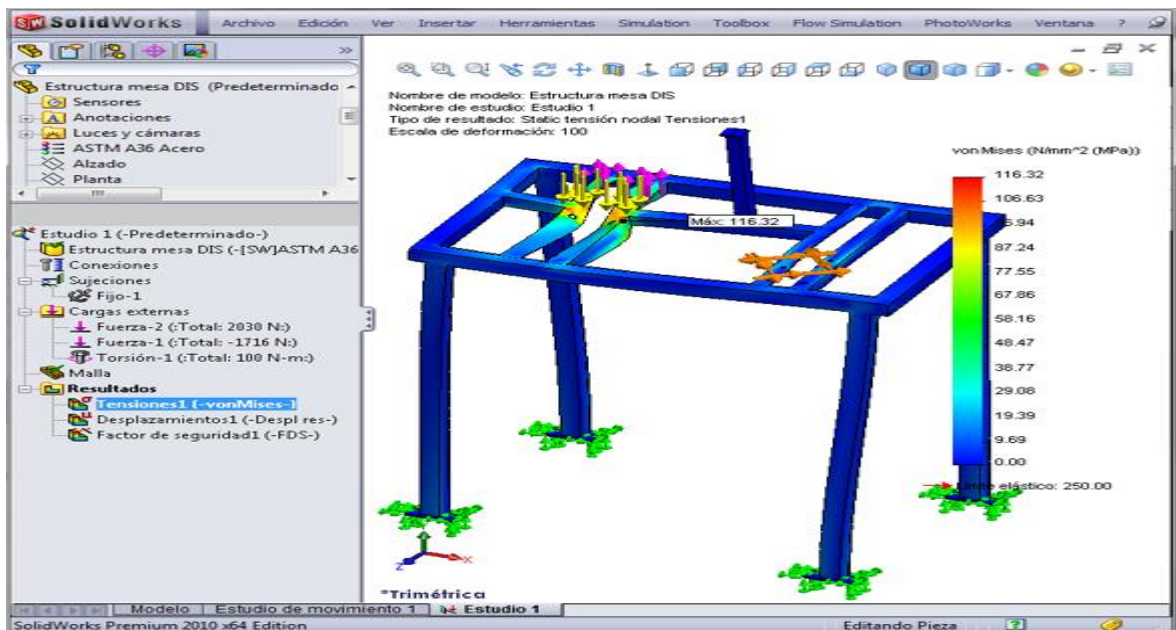 SolidWorks
Archivo Edición Ver Insertar Herramientas Simulation Toolbox Flow Simulation PhotoWorks Ventana ?
Estructura mesa DIS (Predeterminado
Sensores
Anotaciones
Luces y cámaras
ASTM A36 Acero
Alzado
Planta
Estudio 1 (-Predeterminado-)
Estructura mesa DIS (-[SW]ASTM A36
Conexiones
Sujeciones
Fijo-1
Cargas externas
Fuerza-2 (:Total: 2030 N:)
Fuerza-1 (:Total: -1716 N:)
Torsión-1 (:Total: 100 N-m:)
Malla
Resultados
Tensiones1 (-vonMises-)
Desplazamientos1 (-Despl res-)
Factor de seguridad1 (-FDS-)
Nombre de modelo: Estructura mesa DIS
Nombre de estudio: Estudio 1
Tipo de resultado: Static tensión nodal Tensiones1
Escala de deformación: 100
von Mises (N/mm^2 (MPa))
116.32
106.63
6.94
87.24
77.55
67.86
58.16
48.47
38.77
29.08
19.39
9.69
0.00
Límite elástico: 250.00
Máx: 116.32
Y
X
Z
*Trimétrica
Modelo Estudio de movimiento 1 Estudio 1
SolidWorks Premium 2010 x64 Edition Editando Pieza